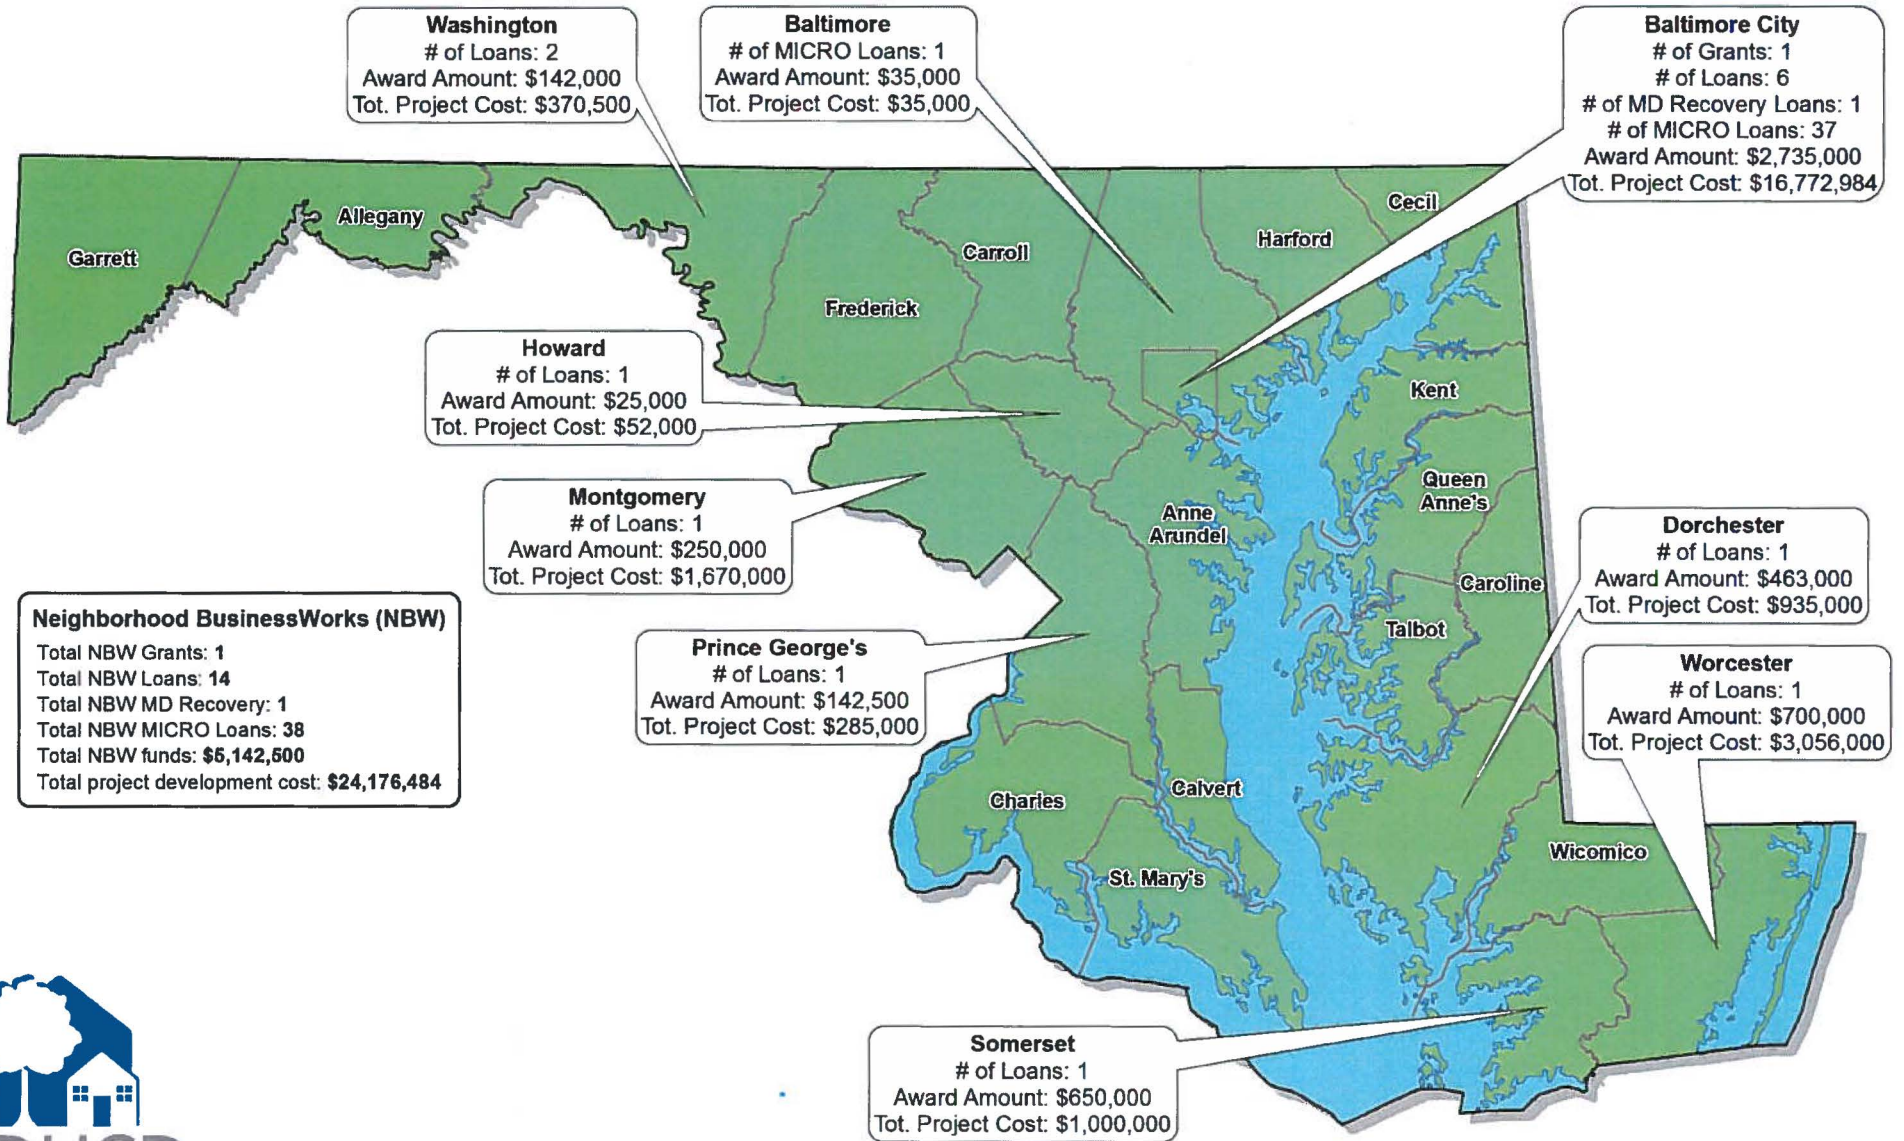 Washington
# of Loans: 2
Award Amount: $142,000
Tot. Project Cost: $370,500
Baltimore
# of MICRO Loans: 1
Award Amount: $35,000
Tot. Project Cost: $35,000
Baltimore City
# of Grants: 1
# of Loans: 6
# of MD Recovery Loans: 1
# of MICRO Loans: 37
Award Amount: $2,735,000
Tot. Project Cost: $16,772,984
Garrett
Allegany
Frederick
Carroll
Harford
Cecil
Howard
# of Loans: 1
Award Amount: $25,000
Tot. Project Cost: $52,000
Kent
Montgomery
# of Loans: 1
Award Amount: $250,000
Tot. Project Cost: $1,670,000
Anne
Arundel
Queen
Anne's
Caroline
Talbot
Dorchester
# of Loans: 1
Award Amount: $463,000
Tot. Project Cost: $935,000
Neighborhood BusinessWorks (NBW)
Total NBW Grants: 1
Total NBW Loans: 14
Total NBW MD Recovery: 1
Total NBW MICRO Loans: 38
Total NBW funds: $5,142,500
Total project development cost: $24,176,484
Prince George's
# of Loans: 1
Award Amount: $142,500
Tot. Project Cost: $285,000
Worcester
# of Loans: 1
Award Amount: $700,000
Tot. Project Cost: $3,056,000
Charles
Calvert
St. Mary's
Wicomico
Somerset
# of Loans: 1
Award Amount: $650,000
Tot. Project Cost: $1,000,000